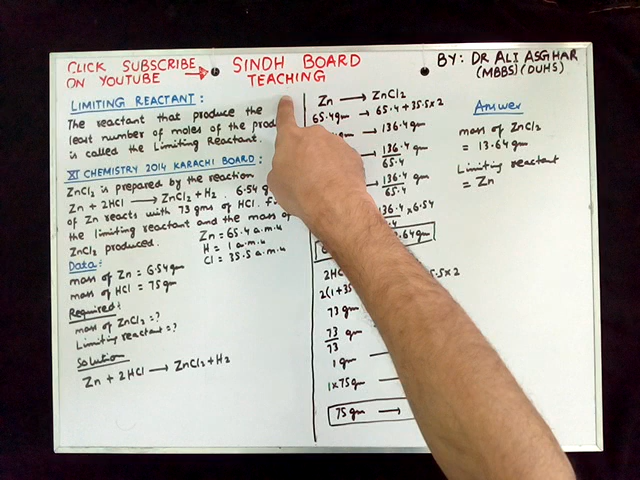 CLICK SUBSCRIBE
ON YOUTUBE →
SINDH BOARD
TEACHING
BY: DR ALI ASGHAR
(MBBS)(DUHS)
LIMITING REACTANT:
The reactant that produce the
least number of moles of the
is called the Limiting Reactant.
XI CHEMISTRY 2014 KARACHI BOARD:
ZnCl2 is prepared by the reaction
Zn + 2HCl → ZnCl2 + H2. 6.54
of Zn reacts with 73 gms of HCl.
the limiting reactant and the mass of
ZnCl2 produced.
Zn = 65.4 a.m.u
H = 1 a.m.u
Cl = 35.5 a.m.u
Data:
mass of Zn = 6.54 gm
mass of HCl = 75 gm
Required:
mass of ZnCl2 = ?
Limiting reactant = ?
Solution
Zn + 2HCl → ZnCl2 + H2
Zn → ZnCl2
65.4 gm → 65.4 + 35.5x2
gm → 136.4 gm
136.4
65.4
136.4
65.4
136.4 x 6.54
.64 gm
5.5 x 2
73 gm
73 gm
73
1 gm
1 x 75 gm
75 gm →
Answer
mass of ZnCl2
= 13.64 gm
Limiting reactant
= Zn